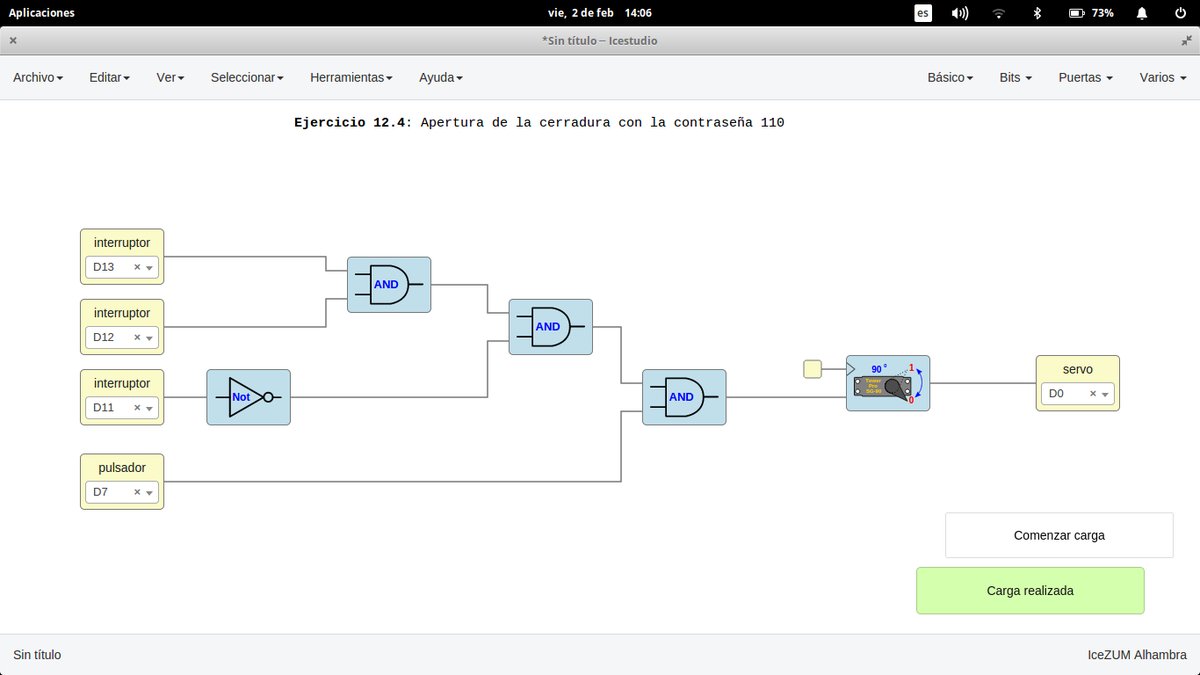 Aplicaciones
vie, 2 de feb 14:06
es
73%
*Sin título – Icestudio
Archivo
Editar
Ver
Seleccionar
Herramientas
Ayuda
Básico
Bits
Puertas
Varios
Ejercicio 12.4: Apertura de la cerradura con la contraseña 110
interruptor
D13
interruptor
D12
interruptor
D11
pulsador
D7
Not
AND
AND
AND
90°
1
0
Tower
Pro
SG-90
servo
D0
Comenzar carga
Carga realizada
Sin título
IceZUM Alhambra